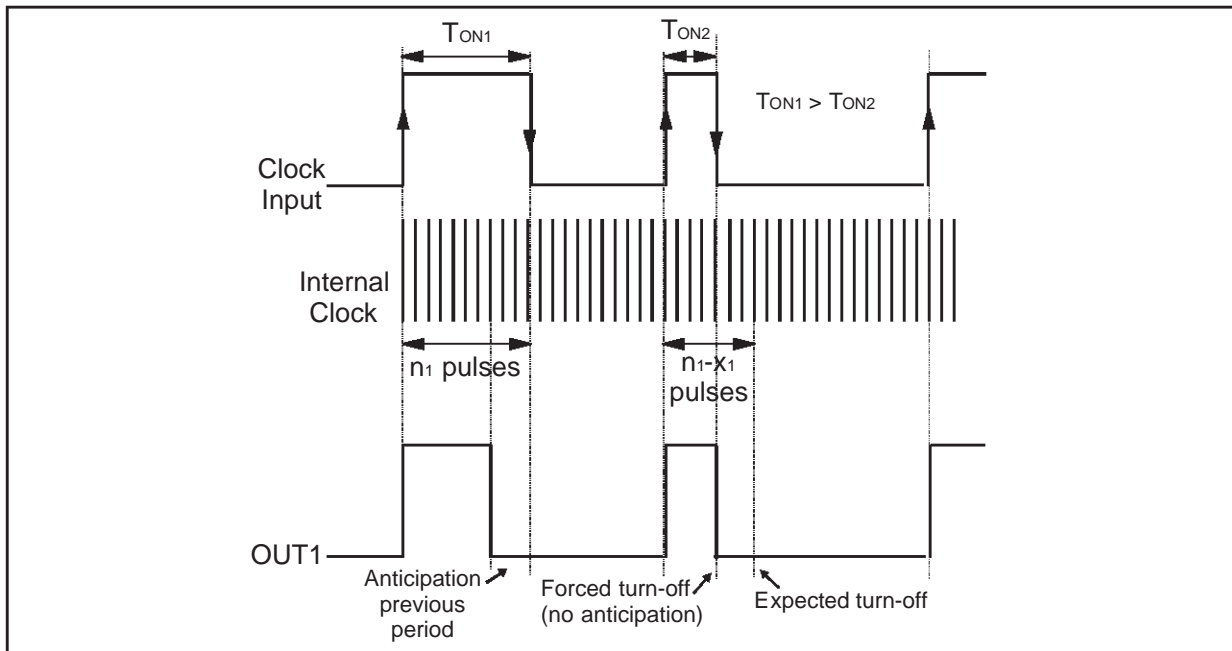 TON1
TON2
TON1 > TON2
Clock
Input
Internal
Clock
n1 pulses
n1-x1
pulses
OUT1
Anticipation
previous
period
Forced turn-off
(no anticipation)
Expected turn-off